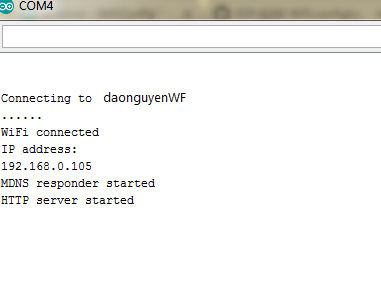 COM4
Connecting to daonguyenWF
......
WiFi connected
IP address:
192.168.0.105
MDNS responder started
HTTP server started